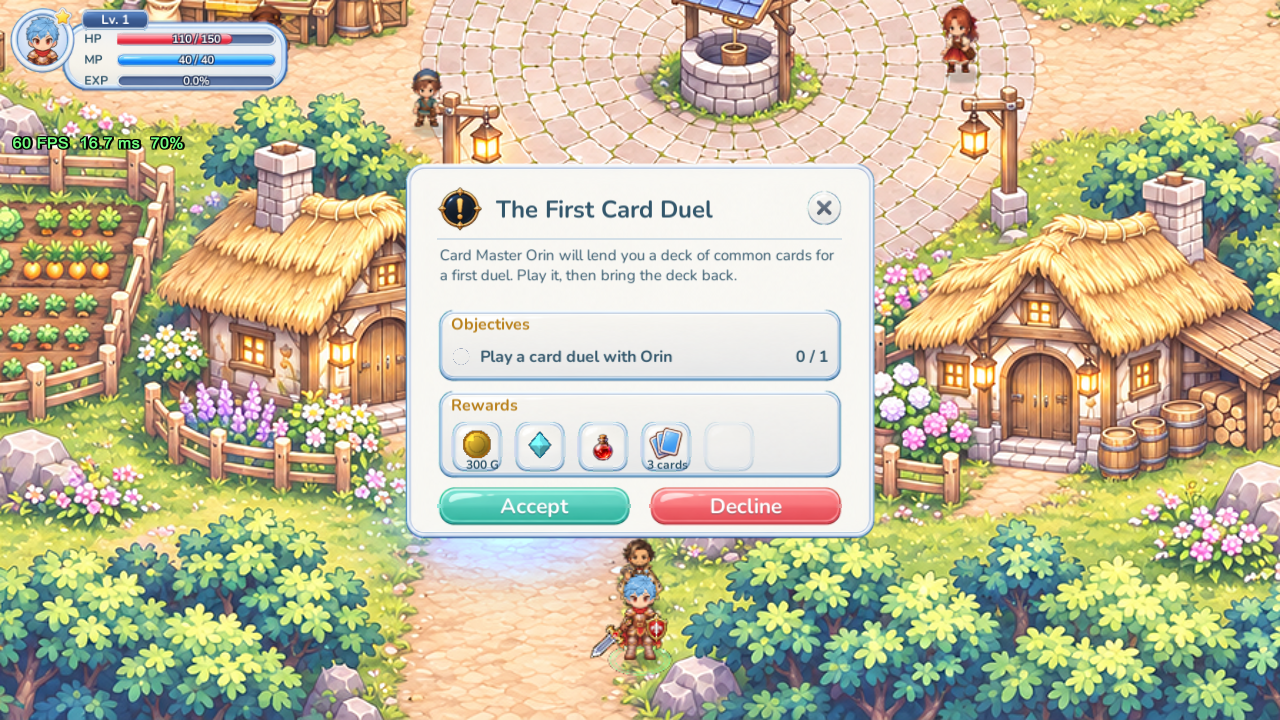 Lv. 1
HP 110 / 150
MP 40 / 40
EXP 0.0%
60 FPS 16.7 ms 70%
The First Card Duel
Card Master Orin will lend you a deck of common cards for
a first duel. Play it, then bring the deck back.
Objectives
Play a card duel with Orin 0 / 1
Rewards
300 G
3 cards
Accept
Decline